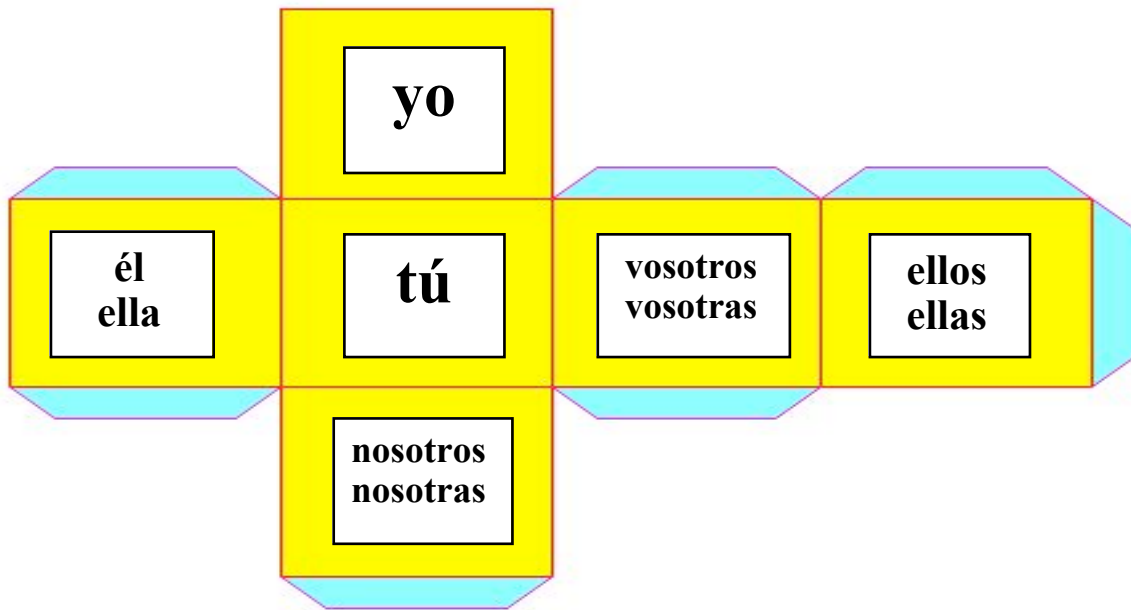 yo
él
ella
tú
vosotros
vosotras
ellos
ellas
nosotros
nosotras